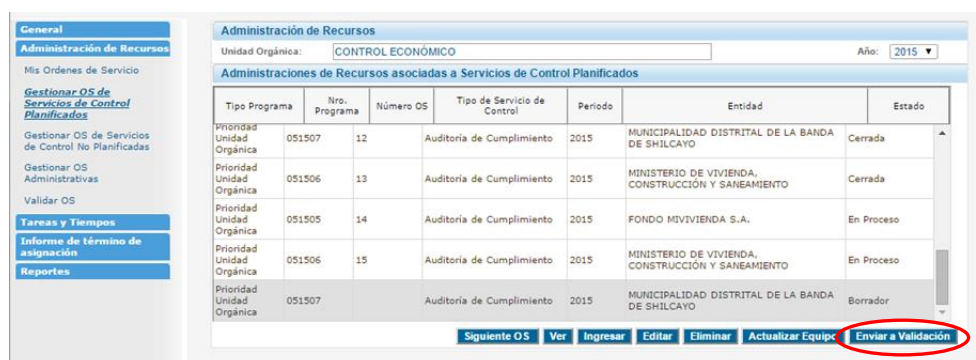 General
Administración de Recursos
Mis Ordenes de Servicio
Gestionar OS de
Servicios de Control
Planificados
Gestionar OS de Servicios
de Control No Planificadas
Gestionar OS
Administrativas
Validar OS
Tareas y Tiempos
Informe de término de
asignación
Reportes
Administración de Recursos
Unidad Orgánica: CONTROL ECONÓMICO Año: 2015
Administraciones de Recursos asociadas a Servicios de Control Planificados
Tipo Programa Nro. Programa Número OS Tipo de Servicio de Control Periodo Entidad Estado
Prioridad Unidad Orgánica 051507 12 Auditoría de Cumplimiento 2015 MUNICIPALIDAD DISTRITAL DE LA BANDA DE SHILCAYO Cerrada
Prioridad Unidad Orgánica 051506 13 Auditoría de Cumplimiento 2015 MINISTERIO DE VIVIENDA, CONSTRUCCIÓN Y SANEAMIENTO Cerrada
Prioridad Unidad Orgánica 051505 14 Auditoría de Cumplimiento 2015 FONDO MIVIVIENDA S.A. En Proceso
Prioridad Unidad Orgánica 051506 15 Auditoría de Cumplimiento 2015 MINISTERIO DE VIVIENDA, CONSTRUCCIÓN Y SANEAMIENTO En Proceso
Prioridad Unidad Orgánica 051507 Auditoría de Cumplimiento 2015 MUNICIPALIDAD DISTRITAL DE LA BANDA DE SHILCAYO Borrador
Siguiente OS Ver Ingresar Editar Eliminar Actualizar Equipo Enviar a Validación